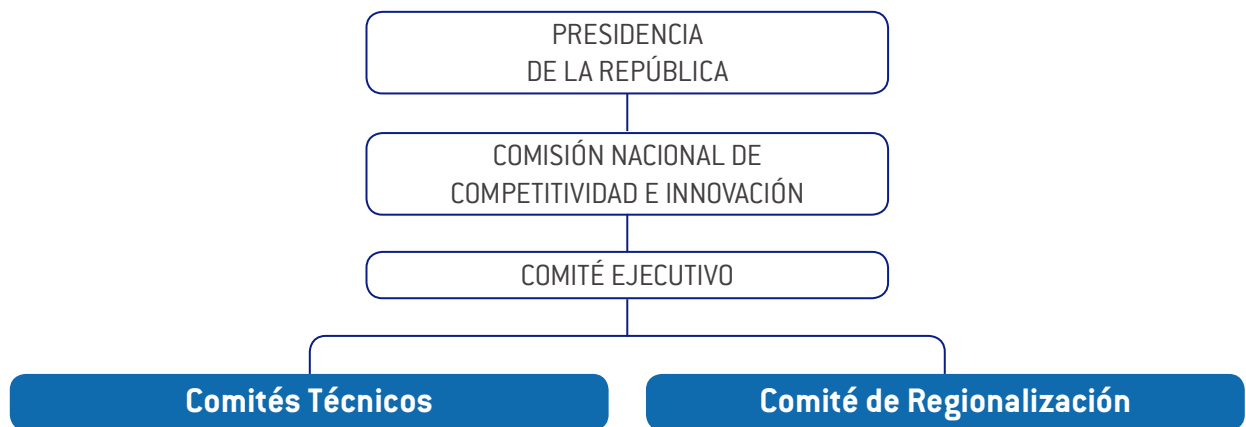 PRESIDENCIA
DE LA REPÚBLICA
COMISIÓN NACIONAL DE
COMPETITIVIDAD E INNOVACIÓN
COMITÉ EJECUTIVO
Comités Técnicos
Comité de Regionalización